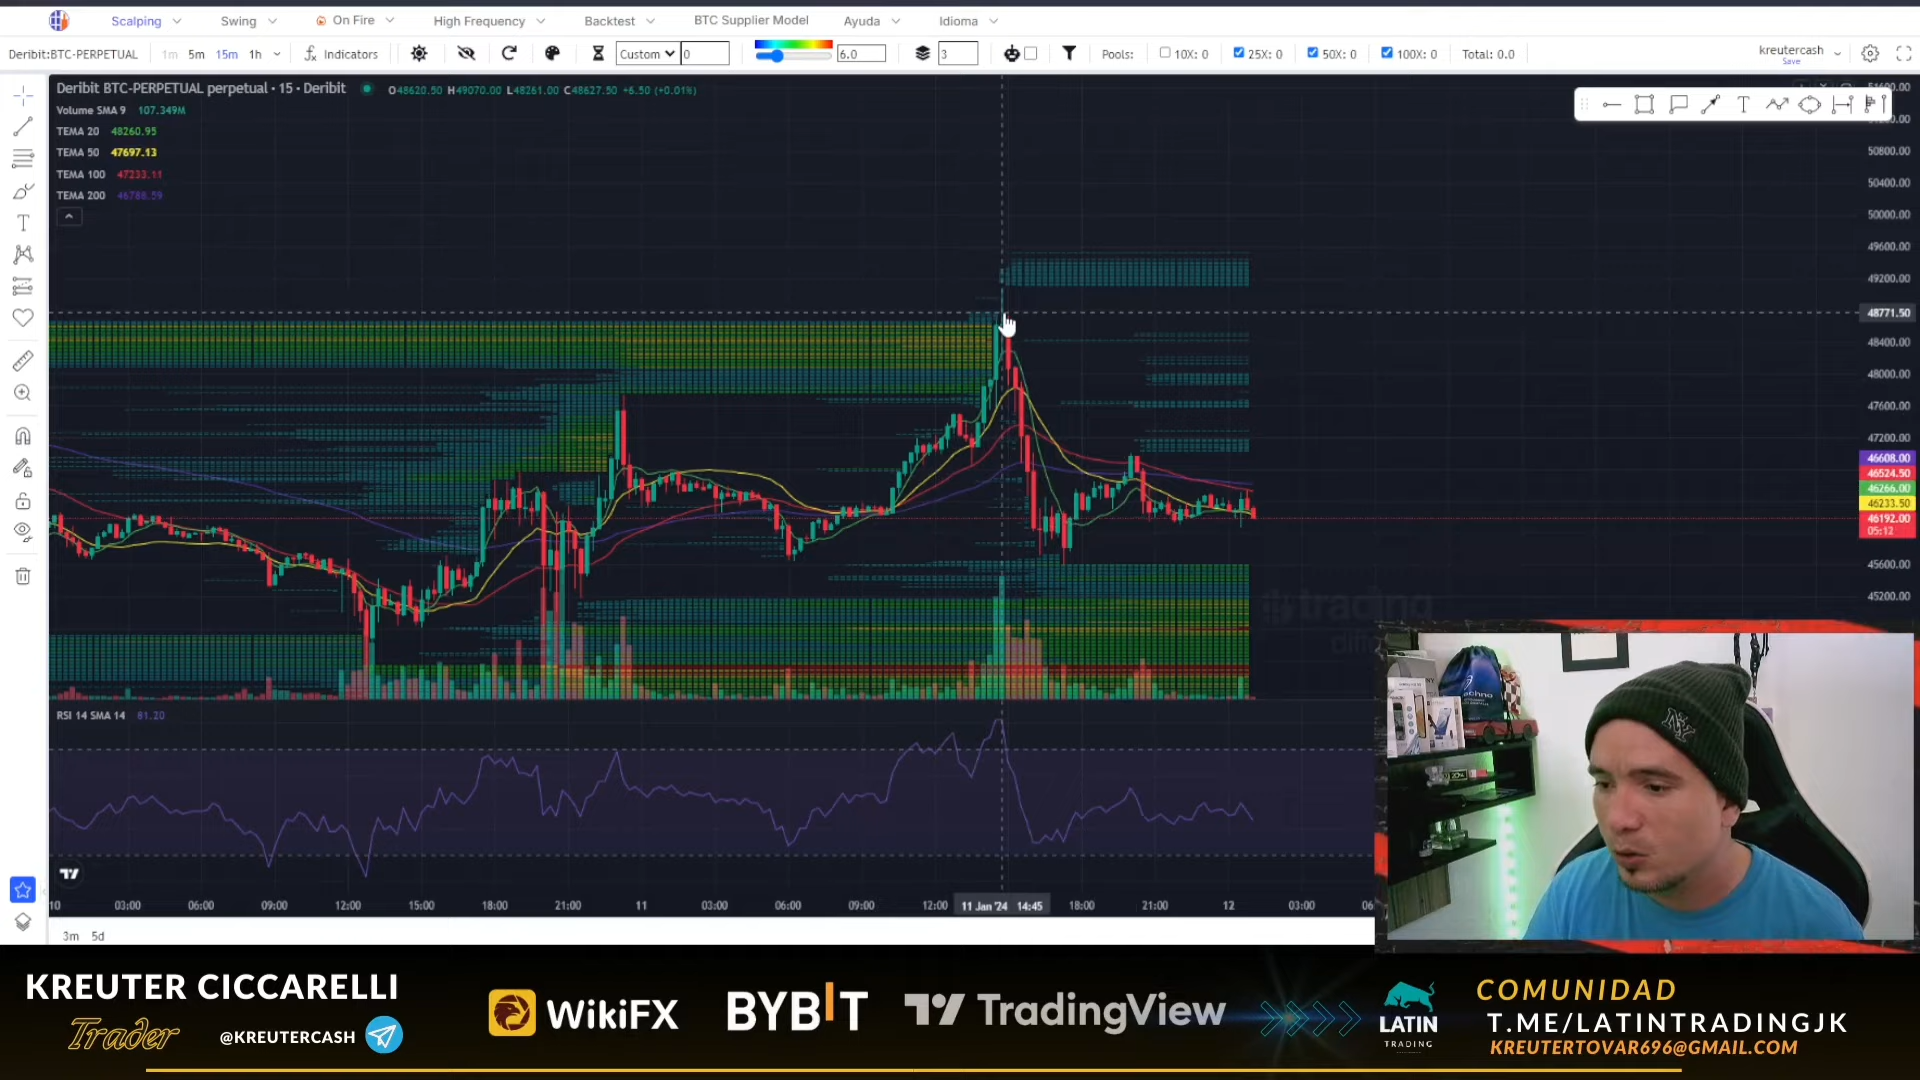 Scalping Swing On Fire High Frequency Backtest BTC Supplier Model Ayuda Idioma
Deribit:BTC-PERPETUAL 1m 5m 15m 1h Indicators Custom 0 6.0 3 Pools: 10X: 0 25X: 0 50X: 0 100X: 0 Total: 0.0 kreutercash
Save
Deribit BTC-PERPETUAL perpetual · 15 · Deribit O48620.50 H49070.00 L48261.00 C48627.50 +6.50 (+0.01%)
Volume SMA 9 107.349M
TEMA 20 48260.95
TEMA 50 47697.13
TEMA 100 47233.11
TEMA 200 46788.59
50800.00
50400.00
50000.00
49600.00
49200.00
48771.50
48400.00
48000.00
47600.00
47200.00
46608.00
46524.50
46266.00
46233.50
46192.00
05:12
45600.00
45200.00
trading
RSI 14 SMA 14 81.20
10 03:00 06:00 09:00 12:00 15:00 18:00 21:00 11 03:00 06:00 09:00 12:00 11 Jan '24 14:45 18:00 21:00 12 03:00 06
3m 5d
KREUTER CICCARELLI
Trader @KREUTERCASH
WikiFX BYBIT TradingView
LATIN
TRADING
COMUNIDAD
T.ME/LATINTRADINGJK
KREUTERTOVAR696@GMAIL.COM